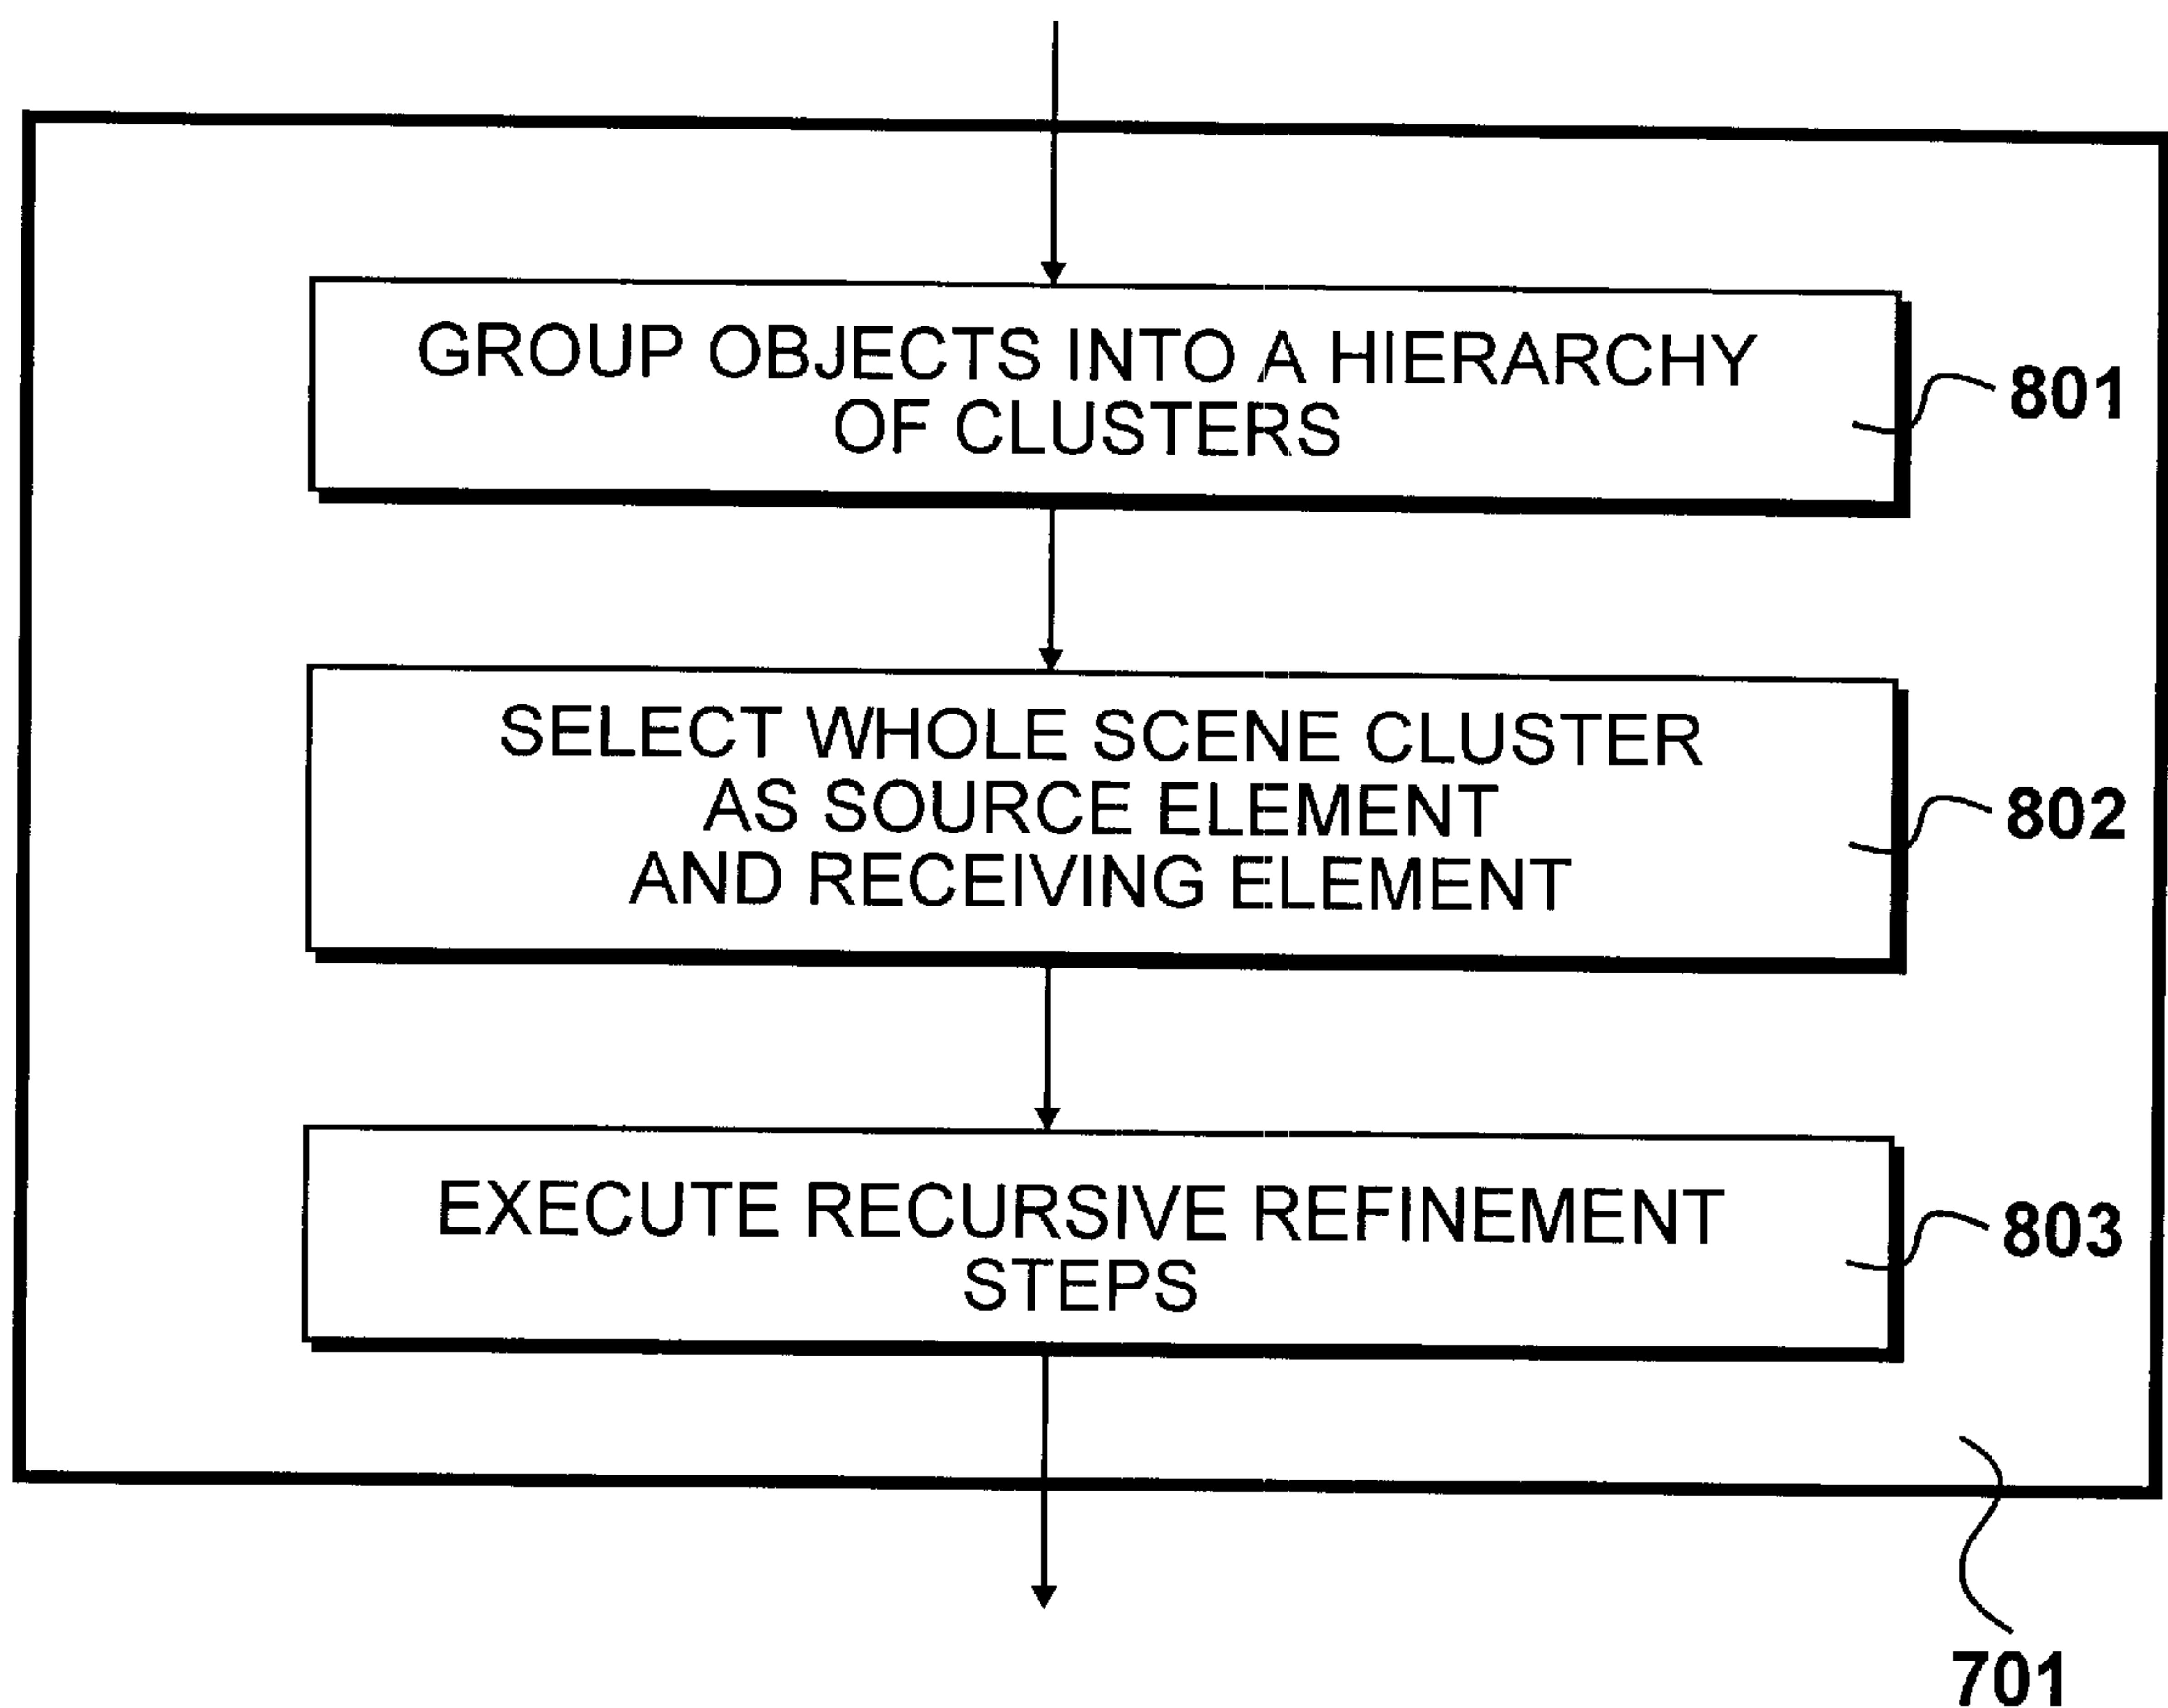 GROUP OBJECTS INTO A HIERARCHY
OF CLUSTERS
801
SELECT WHOLE SCENE CLUSTER
AS SOURCE ELEMENT
AND RECEIVING ELEMENT
802
EXECUTE RECURSIVE REFINEMENT
STEPS
803
701